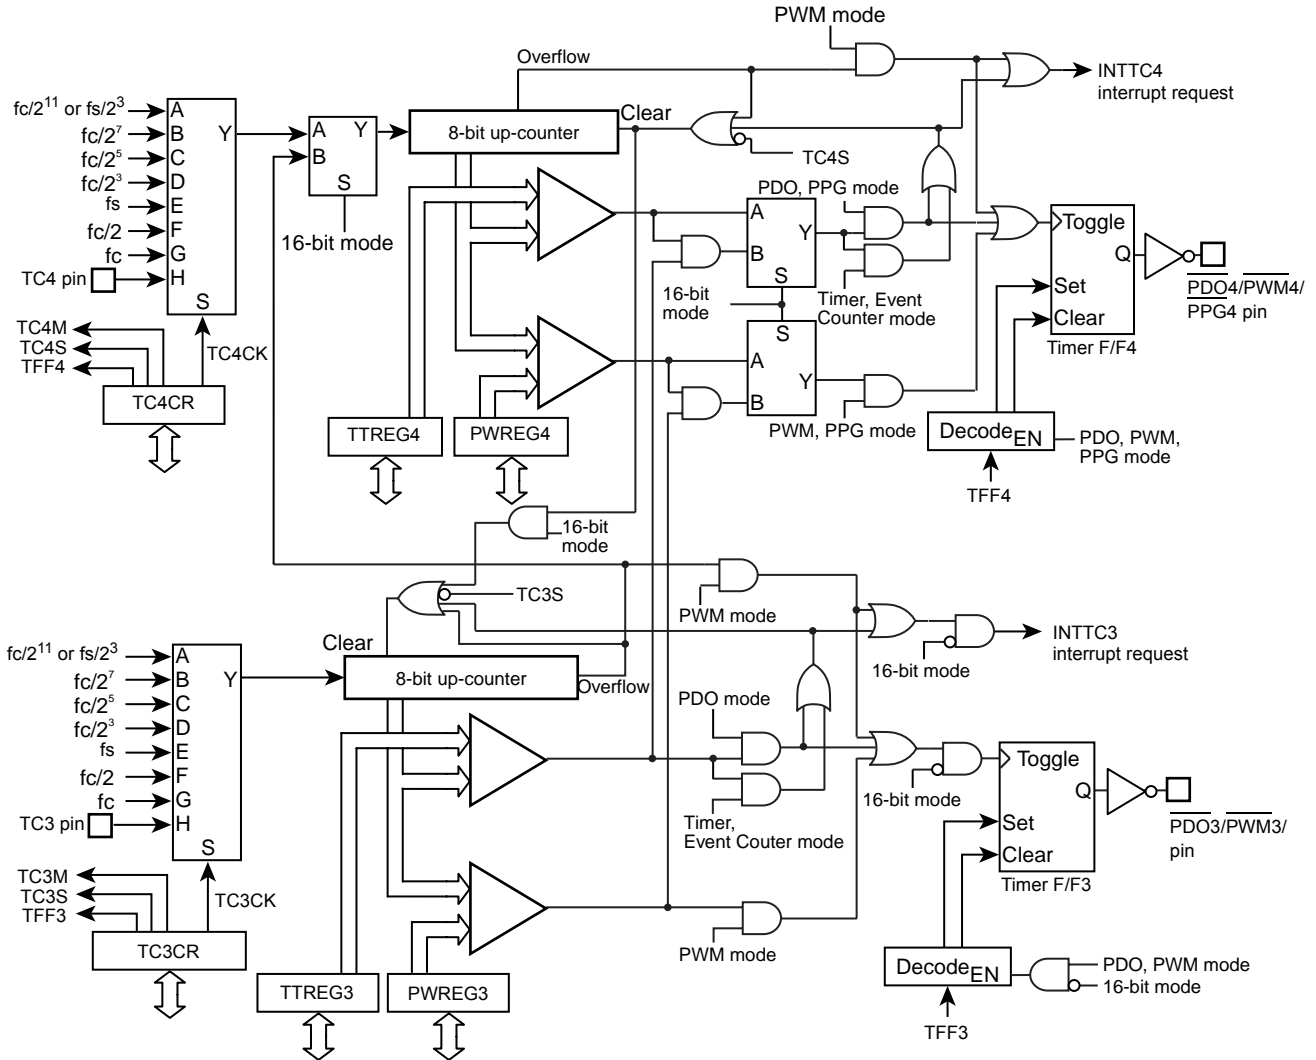 PWM mode
Overflow
INTTC4
interrupt request
fc/2¹¹ or fs/2³
fc/2⁷
fc/2⁵
fc/2³
fs
fc/2
fc
TC4 pin
A
B
C
D
E
F
G
H
Y
S
A
B
Y
S
16-bit mode
8-bit up-counter
Clear
TC4S
PDO, PPG mode
A
B
Y
S
16-bit
mode
Timer, Event
Counter mode
S
A
B
Y
PWM, PPG mode
Toggle
Q
Set
Clear
Timer F/F4
PDO4/PWM4/
PPG4 pin
TC4M
TC4S
TFF4
TC4CK
TC4CR
TTREG4
PWREG4
Decode EN
PDO, PWM,
PPG mode
TFF4
16-bit
mode
TC3S
PWM mode
INTTC3
interrupt request
16-bit mode
Clear
8-bit up-counter
Overflow
fc/2¹¹ or fs/2³
fc/2⁷
fc/2⁵
fc/2³
fs
fc/2
fc
TC3 pin
A
B
C
D
E
F
G
H
Y
S
PDO mode
Timer,
Event Couter mode
16-bit mode
Toggle
Q
Set
Clear
Timer F/F3
PDO3/PWM3/
pin
TC3M
TC3S
TFF3
TC3CK
TC3CR
TTREG3
PWREG3
PWM mode
Decode EN
PDO, PWM mode
16-bit mode
TFF3